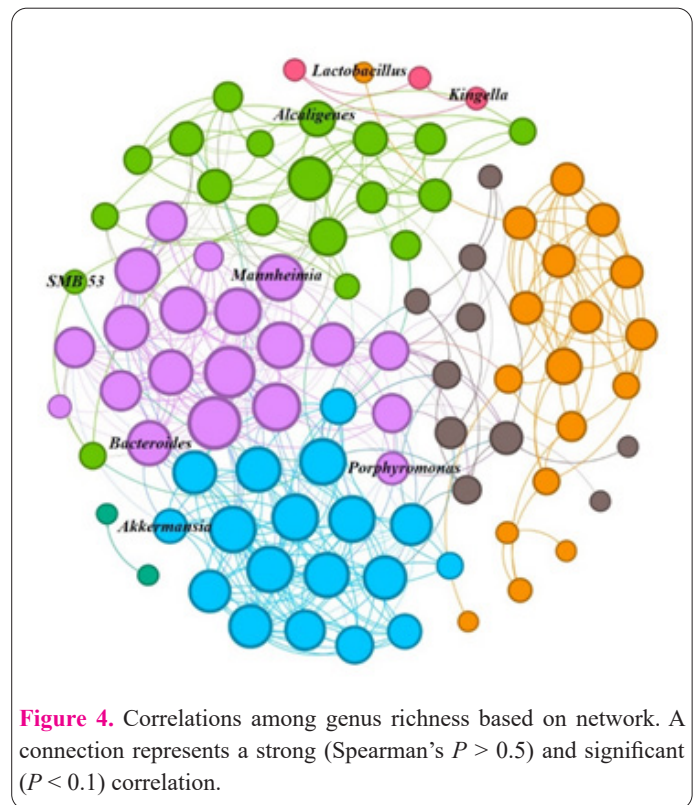 Lactobacillus
Kingella
Alcaligenes
SMB 53
Mannheimia
Bacteroides
Porphyromonas
Akkermansia
Figure 4. Correlations among genus richness based on network. A
connection represents a strong (Spearman's P > 0.5) and significant
(P < 0.1) correlation.